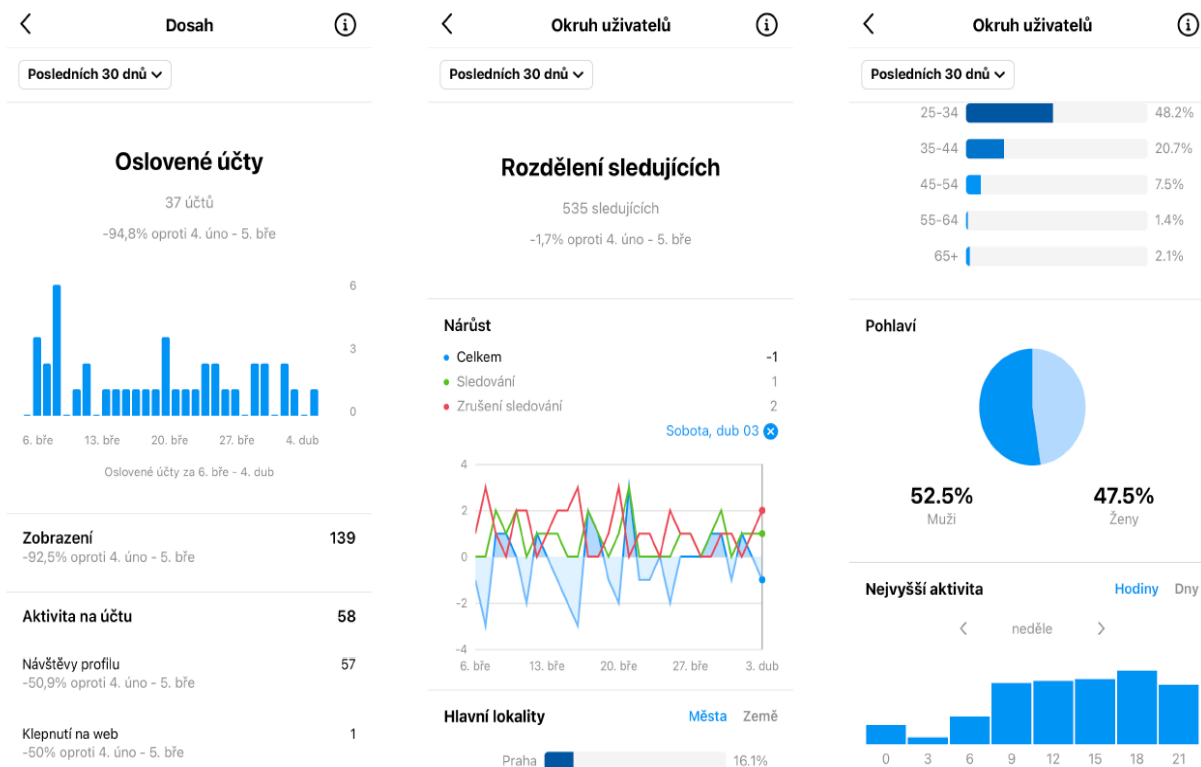 Dosah
Posledních 30 dnů
Oslovené účty
37 účtů
-94,8% oproti 4. úno - 5. bře
6
3
0
6. bře 13. bře 20. bře 27. bře 4. dub
Oslovené účty za 6. bře - 4. dub
Zobrazení 139
-92,5% oproti 4. úno - 5. bře
Aktivita na účtu 58
Návštěvy profilu 57
-50,9% oproti 4. úno - 5. bře
Klepnutí na web 1
-50% oproti 4. úno - 5. bře
Okruh uživatelů
Posledních 30 dnů
Rozdělení sledujících
535 sledujících
-1,7% oproti 4. úno - 5. bře
Nárůst
Celkem -1
Sledování 1
Zrušení sledování 2
Sobota, dub 03
4
2
0
-2
-4
6. bře 13. bře 20. bře 27. bře 3. dub
Hlavní lokality Města Země
Praha 16.1%
Okruh uživatelů
Posledních 30 dnů
25-34 48.2%
35-44 20.7%
45-54 7.5%
55-64 1.4%
65+ 2.1%
Pohlaví
52.5% 47.5%
Muži Ženy
Nejvyšší aktivita Hodiny Dny
neděle
0 3 6 9 12 15 18 21